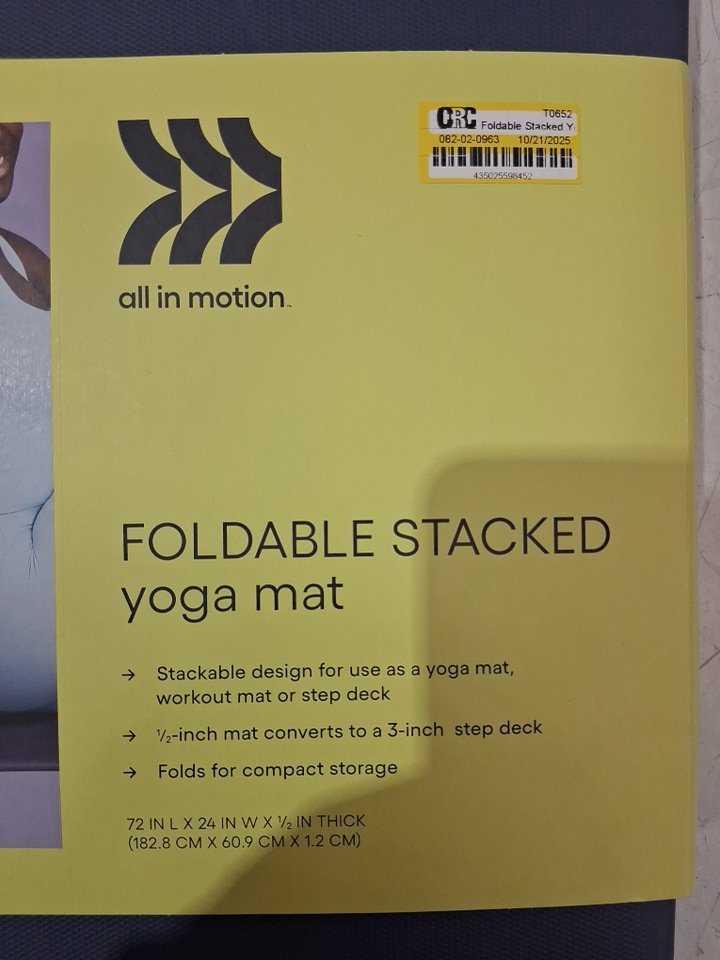 CRC
T0652
Foldable Stacked Y
082-02-0963 10/21/2025
435025598452
all in motion™
FOLDABLE STACKED
yoga mat
→ Stackable design for use as a yoga mat,
workout mat or step deck
→ ½-inch mat converts to a 3-inch step deck
→ Folds for compact storage
72 IN L X 24 IN W X ½ IN THICK
(182.8 CM X 60.9 CM X 1.2 CM)